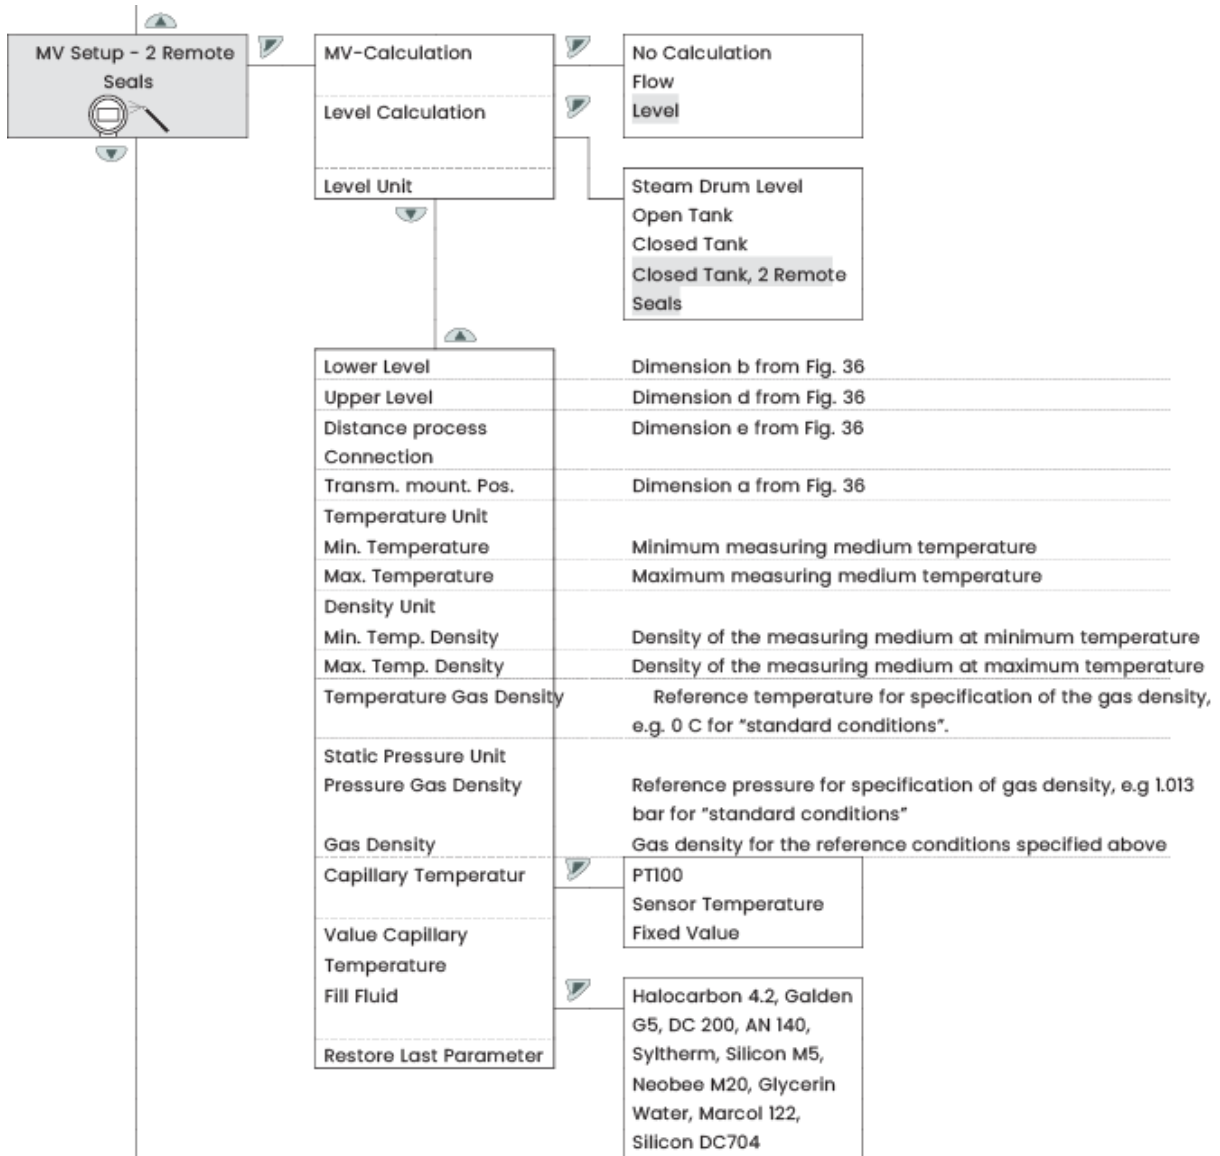 MV Setup - 2 Remote
Seals
MV-Calculation
No Calculation
Flow
Level Calculation
Level
Level Unit
Steam Drum Level
Open Tank
Closed Tank
Closed Tank, 2 Remote
Seals
Lower Level
Dimension b from Fig. 36
Upper Level
Dimension d from Fig. 36
Distance process
Dimension e from Fig. 36
Connection
Transm. mount. Pos.
Dimension a from Fig. 36
Temperature Unit
Min. Temperature
Minimum measuring medium temperature
Max. Temperature
Maximum measuring medium temperature
Density Unit
Min. Temp. Density
Density of the measuring medium at minimum temperature
Max. Temp. Density
Density of the measuring medium at maximum temperature
Temperature Gas Density
Reference temperature for specification of the gas density,
e.g. 0 C for "standard conditions".
Static Pressure Unit
Pressure Gas Density
Reference pressure for specification of gas density, e.g 1.013
bar for "standard conditions"
Gas Density
Gas density for the reference conditions specified above
Capillary Temperatur
PT100
Sensor Temperature
Fixed Value
Value Capillary
Temperature
Fill Fluid
Halocarbon 4.2, Galden
G5, DC 200, AN 140,
Syltherm, Silicon M5,
Neobee M20, Glycerin
Water, Marcol 122,
Silicon DC704
Restore Last Parameter